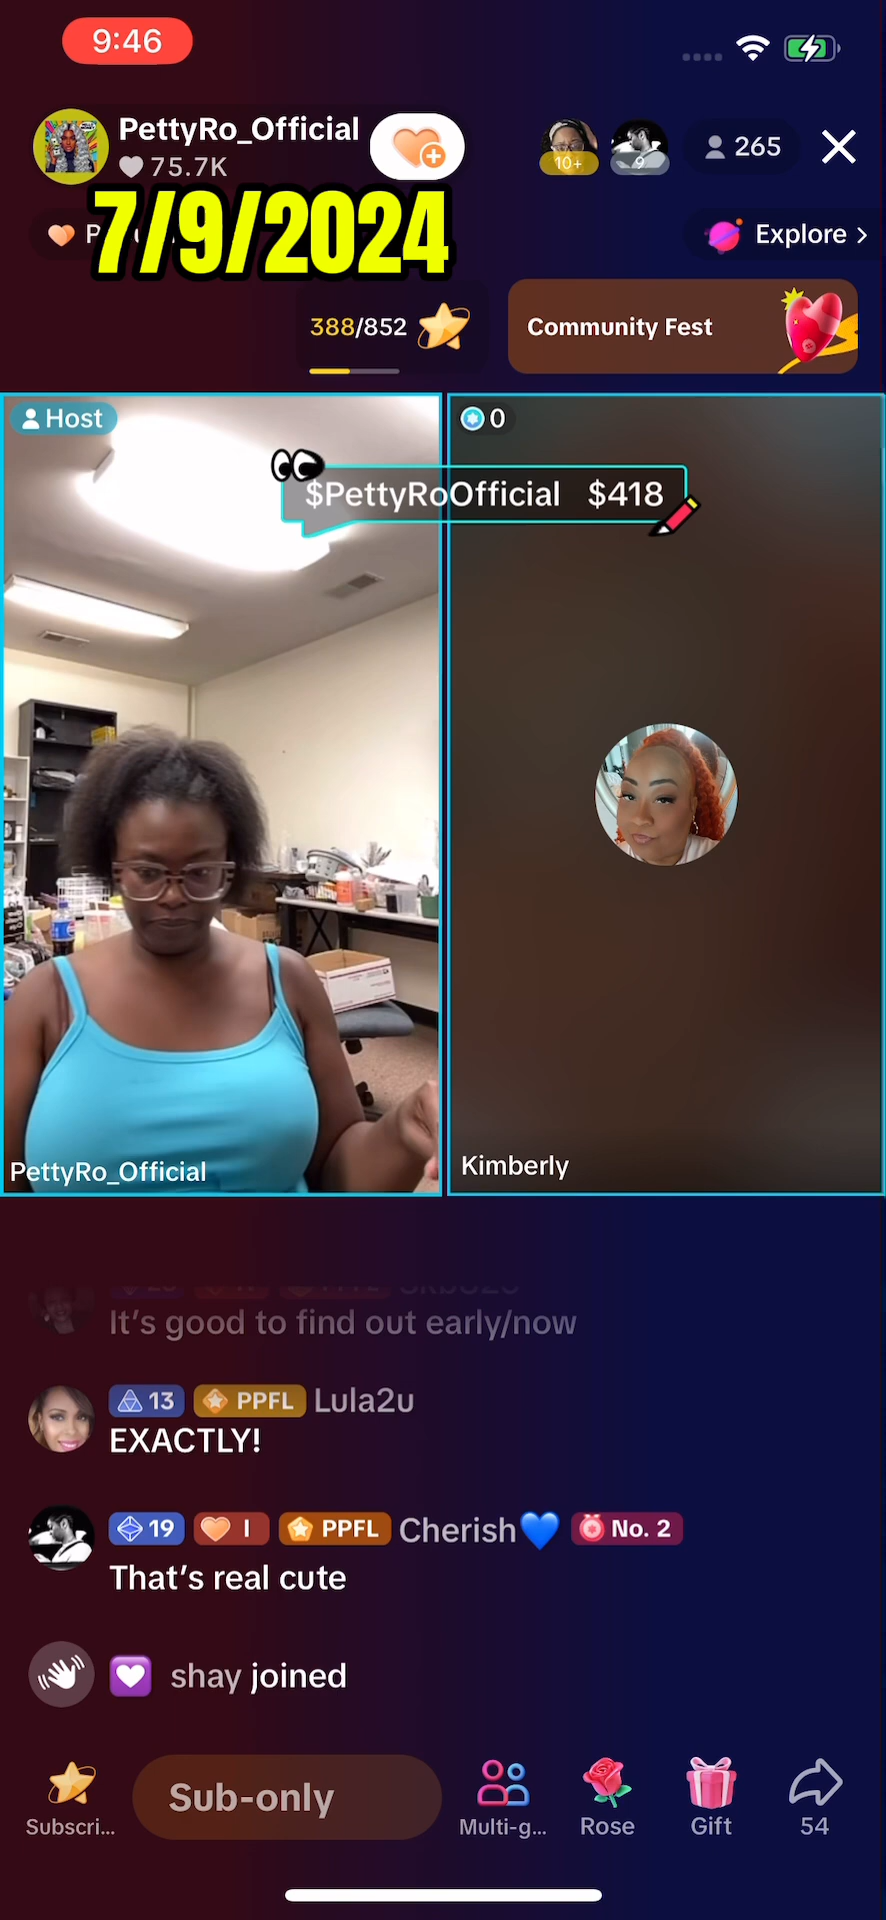 9:46
PettyRo_Official
75.7K
10+
9
265
7/9/2024
Explore >
388/852
Community Fest
Host
0
$PettyRoOfficial $418
PettyRo_Official
Kimberly
It's good to find out early/now
13 PPFL Lula2u
EXACTLY!
19 I PPFL Cherish💙 No. 2
That's real cute
shay joined
Subscri...
Sub-only
Multi-g...
Rose
Gift
54